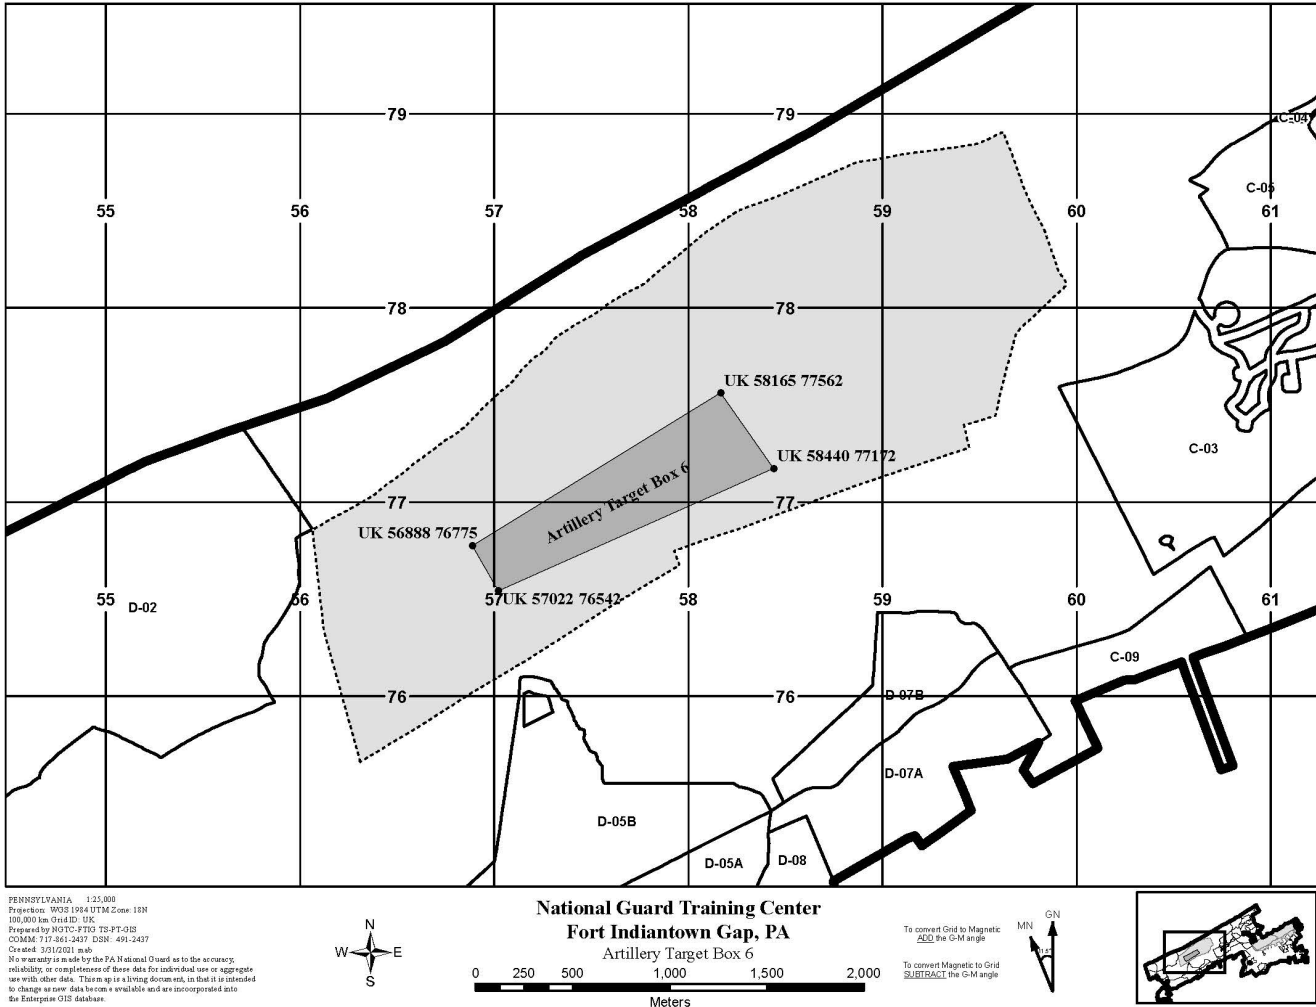 79
79
C-04
C-05
55
56
57
58
59
60
61
78
78
UK 58165 77562
C-03
UK 58440 77172
77
77
Artillery Target Box 6
UK 56888 76775
55
D-02
56
57
UK 57022 76542
58
59
60
61
C-09
76
76
D-07B
D-07A
D-05B
D-05A
D-08
PENNSYLVANIA 1:25,000
Projection: WGS 1984 UTM Zone: 18N
100,000 km Grid ID: UK
Prepared by NGTC-FTIG TS-PT-GIS
COMM: 717-861-2437 DSN: 491-2437
Created: 3/31/2021 mab
No warranty is made by the PA National Guard as to the accuracy,
reliability, or completeness of these data for individual use or aggregate
use with other data. This map is a living document, in that it is intended
to change as new data become available and are incorporated into
the Enterprise GIS database.
N
W E
S
National Guard Training Center
Fort Indiantown Gap, PA
Artillery Target Box 6
0 250 500 1,000 1,500 2,000
Meters
To convert Grid to Magnetic
ADD the G-M angle
To convert Magnetic to Grid
SUBTRACT the G-M angle
MN
GN